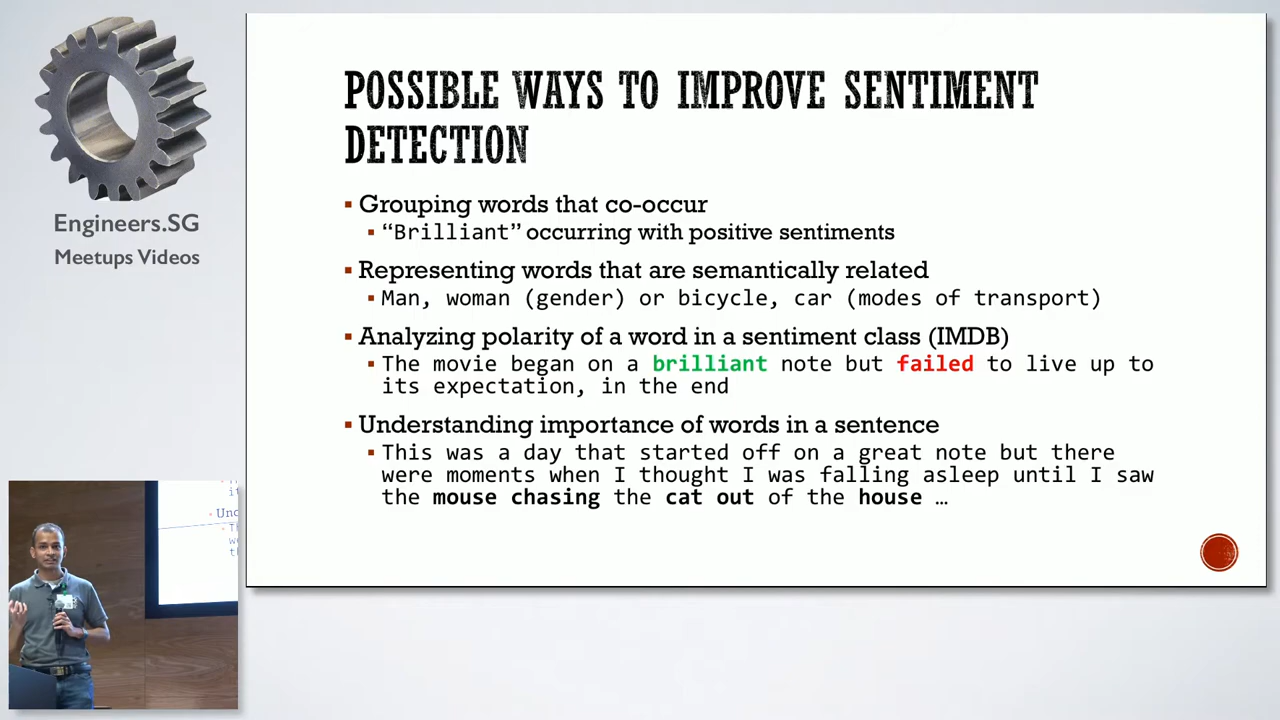 POSSIBLE WAYS TO IMPROVE SENTIMENT
DETECTION
▪ Grouping words that co-occur
▪ “Brilliant” occurring with positive sentiments
▪ Representing words that are semantically related
▪ Man, woman (gender) or bicycle, car (modes of transport)
▪ Analyzing polarity of a word in a sentiment class (IMDB)
▪ The movie began on a brilliant note but failed to live up to
its expectation, in the end
▪ Understanding importance of words in a sentence
▪ This was a day that started off on a great note but there
were moments when I thought I was falling asleep until I saw
the mouse chasing the cat out of the house …
Engineers.SG
Meetups Videos